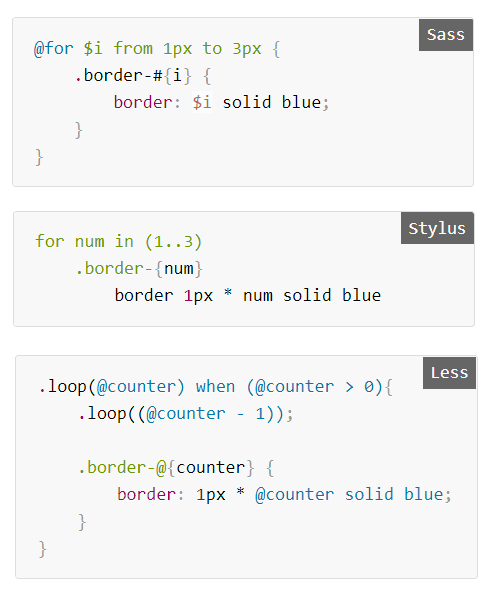 Sass
@for $i from 1px to 3px {
    .border-#{i} {
        border: $i solid blue;
    }
}
Stylus
for num in (1..3)
    .border-{num}
        border 1px * num solid blue
Less
.loop(@counter) when (@counter > 0){
    .loop((@counter - 1));

    .border-@{counter} {
        border: 1px * @counter solid blue;
    }
}